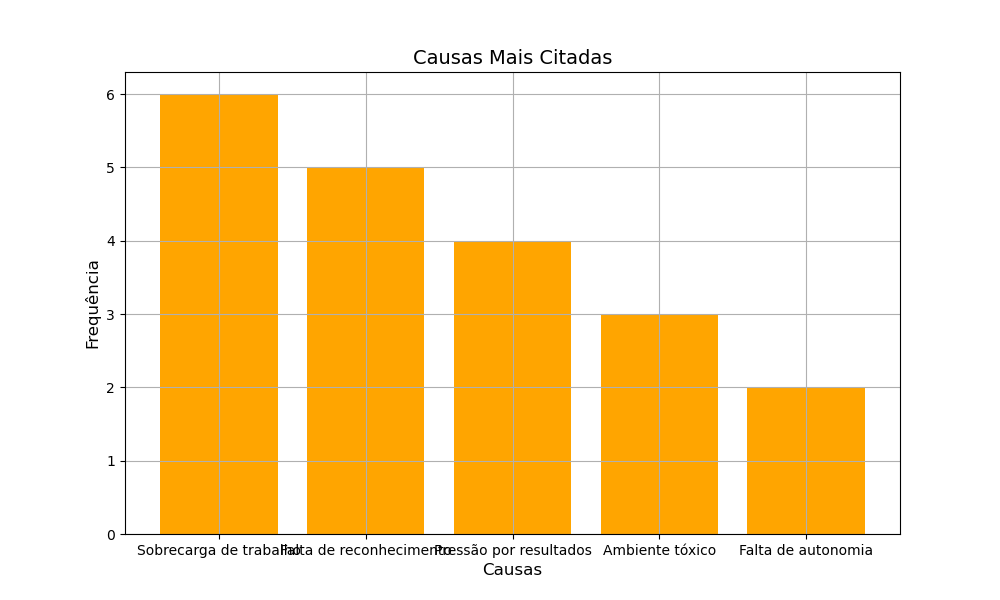 Causas Mais Citadas
Frequência
6
5
4
3
2
1
0
Sobrecarga de trabalho
Falta de reconhecimento
Pressão por resultados
Ambiente tóxico
Falta de autonomia
Causas